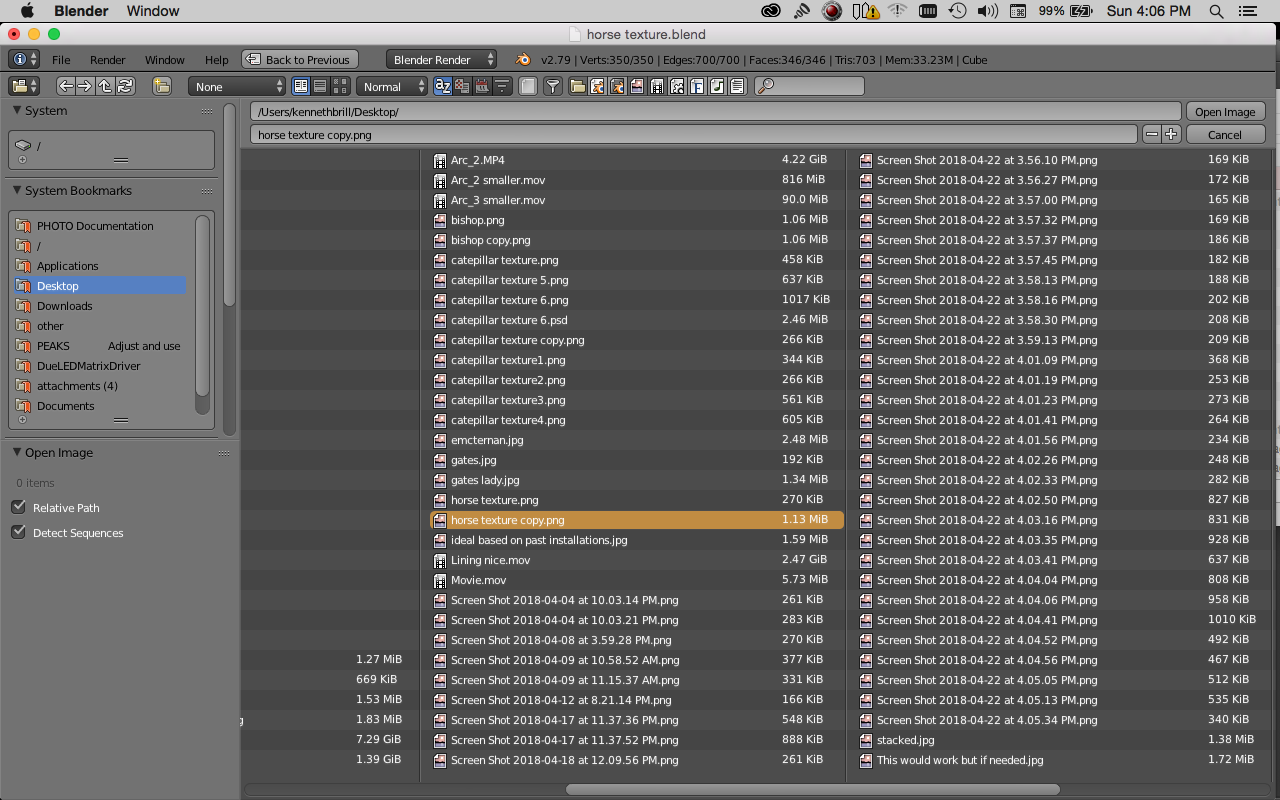 Blender Window 99% Sun 4:06 PM
horse texture.blend
File Render Window Help Back to Previous Blender Render v2.79 | Verts:350/350 | Edges:700/700 | Faces:346/346 | Tris:703 | Mem:33.23M | Cube
None Normal
System
/
System Bookmarks
PHOTO Documentation
/
Applications
Desktop
Downloads
other
PEAKS Adjust and use
DueLEDMatrixDriver
attachments (4)
Documents
Open Image
0 items
Relative Path
Detect Sequences
/Users/kennethbrill/Desktop/ Open Image
horse texture copy.png Cancel
1.27 MiB
669 KiB
1.53 MiB
g 1.83 MiB
7.29 GiB
1.39 GiB
Arc_2.MP4 4.22 GiB
Arc_2 smaller.mov 816 MiB
Arc_3 smaller.mov 90.0 MiB
bishop.png 1.06 MiB
bishop copy.png 1.06 MiB
catepillar texture.png 458 KiB
catepillar texture 5.png 637 KiB
catepillar texture 6.png 1017 KiB
catepillar texture 6.psd 2.46 MiB
catepillar texture copy.png 266 KiB
catepillar texture1.png 344 KiB
catepillar texture2.png 266 KiB
catepillar texture3.png 561 KiB
catepillar texture4.png 605 KiB
emcternan.jpg 2.48 MiB
gates.jpg 192 KiB
gates lady.jpg 1.34 MiB
horse texture.png 270 KiB
horse texture copy.png 1.13 MiB
ideal based on past installations.jpg 1.59 MiB
Lining nice.mov 2.47 GiB
Movie.mov 5.73 MiB
Screen Shot 2018-04-04 at 10.03.14 PM.png 261 KiB
Screen Shot 2018-04-04 at 10.03.21 PM.png 283 KiB
Screen Shot 2018-04-08 at 3.59.28 PM.png 270 KiB
Screen Shot 2018-04-09 at 10.58.52 AM.png 377 KiB
Screen Shot 2018-04-09 at 11.15.37 AM.png 331 KiB
Screen Shot 2018-04-12 at 8.21.14 PM.png 166 KiB
Screen Shot 2018-04-17 at 11.37.36 PM.png 548 KiB
Screen Shot 2018-04-17 at 11.37.52 PM.png 888 KiB
Screen Shot 2018-04-18 at 12.09.56 PM.png 261 KiB
Screen Shot 2018-04-22 at 3.56.10 PM.png 169 KiB
Screen Shot 2018-04-22 at 3.56.27 PM.png 172 KiB
Screen Shot 2018-04-22 at 3.57.00 PM.png 165 KiB
Screen Shot 2018-04-22 at 3.57.32 PM.png 169 KiB
Screen Shot 2018-04-22 at 3.57.37 PM.png 186 KiB
Screen Shot 2018-04-22 at 3.57.45 PM.png 182 KiB
Screen Shot 2018-04-22 at 3.58.13 PM.png 188 KiB
Screen Shot 2018-04-22 at 3.58.16 PM.png 202 KiB
Screen Shot 2018-04-22 at 3.58.30 PM.png 208 KiB
Screen Shot 2018-04-22 at 3.59.13 PM.png 209 KiB
Screen Shot 2018-04-22 at 4.01.09 PM.png 368 KiB
Screen Shot 2018-04-22 at 4.01.19 PM.png 253 KiB
Screen Shot 2018-04-22 at 4.01.23 PM.png 273 KiB
Screen Shot 2018-04-22 at 4.01.41 PM.png 264 KiB
Screen Shot 2018-04-22 at 4.01.56 PM.png 234 KiB
Screen Shot 2018-04-22 at 4.02.26 PM.png 248 KiB
Screen Shot 2018-04-22 at 4.02.33 PM.png 282 KiB
Screen Shot 2018-04-22 at 4.02.50 PM.png 827 KiB
Screen Shot 2018-04-22 at 4.03.16 PM.png 831 KiB
Screen Shot 2018-04-22 at 4.03.35 PM.png 928 KiB
Screen Shot 2018-04-22 at 4.03.41 PM.png 637 KiB
Screen Shot 2018-04-22 at 4.04.04 PM.png 808 KiB
Screen Shot 2018-04-22 at 4.04.06 PM.png 958 KiB
Screen Shot 2018-04-22 at 4.04.41 PM.png 1010 KiB
Screen Shot 2018-04-22 at 4.04.52 PM.png 492 KiB
Screen Shot 2018-04-22 at 4.04.56 PM.png 467 KiB
Screen Shot 2018-04-22 at 4.05.05 PM.png 512 KiB
Screen Shot 2018-04-22 at 4.05.13 PM.png 535 KiB
Screen Shot 2018-04-22 at 4.05.34 PM.png 340 KiB
stacked.jpg 1.38 MiB
This would work but if needed.jpg 1.72 MiB